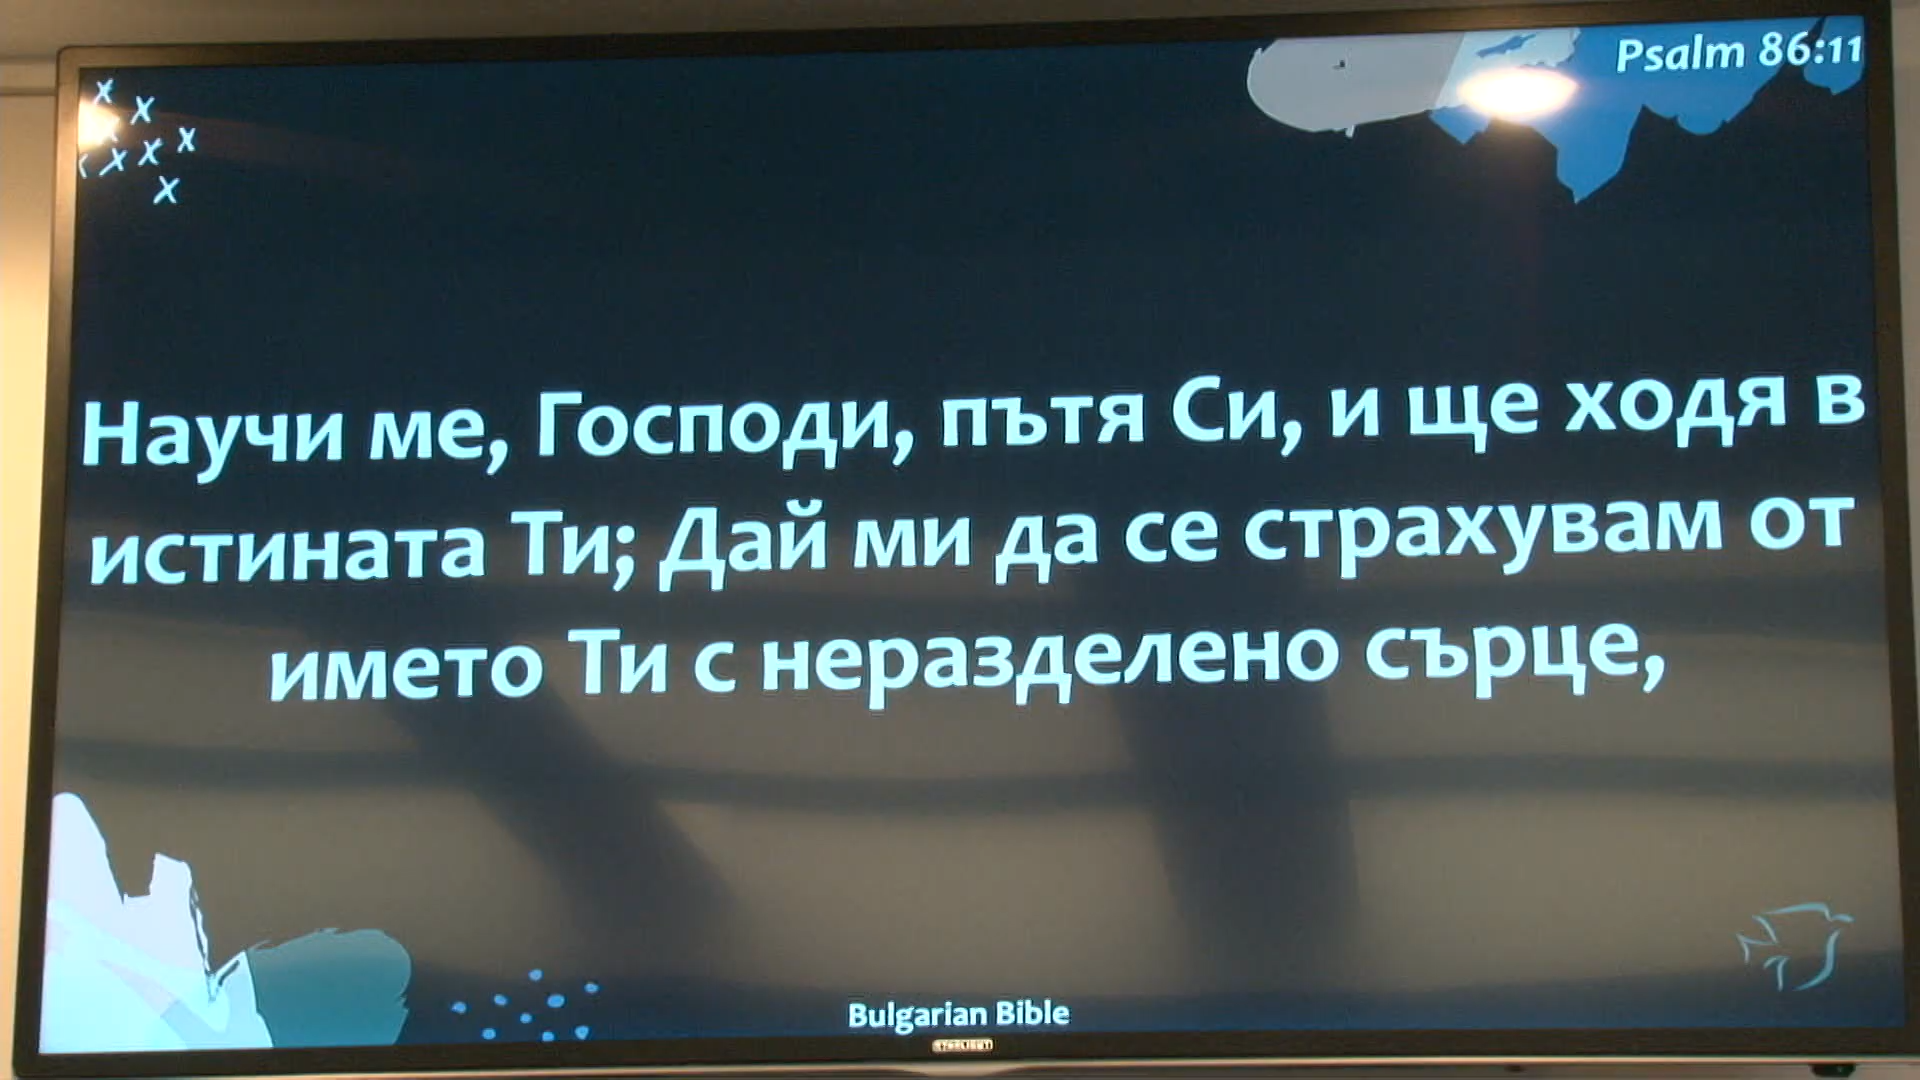 Psalm 86:11
Научи ме, Господи, пътя Си, и ще ходя в
истината Ти; Дай ми да се страхувам от
името Ти с неразделено сърце,
Bulgarian Bible
STARLIGHT